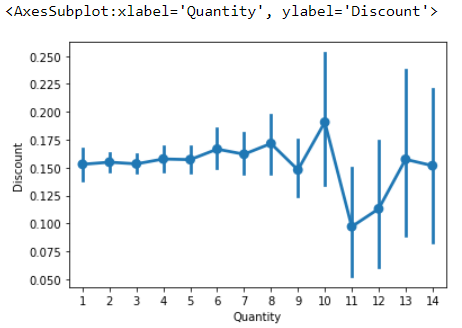 <AxesSubplot:xlabel='Quantity', ylabel='Discount'>
0.250
0.225
0.200
0.175
0.150
0.125
0.100
0.075
0.050
Discount
1 2 3 4 5 6 7 8 9 10 11 12 13 14
Quantity